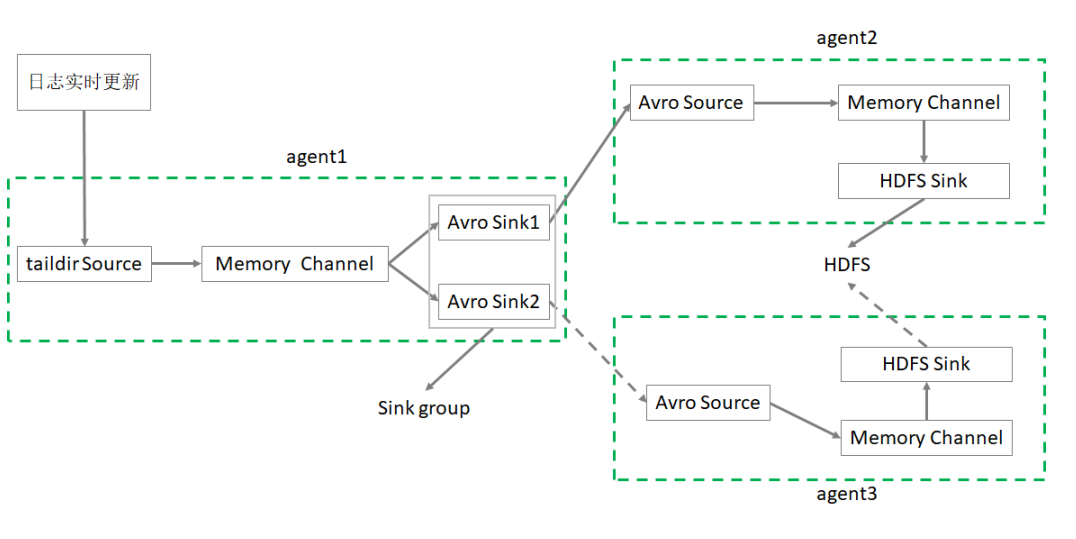 日志实时更新
agent1
taildir Source
Memory Channel
Avro Sink1
Avro Sink2
Sink group
agent2
Avro Source
Memory Channel
HDFS Sink
HDFS
HDFS Sink
Avro Source
Memory Channel
agent3